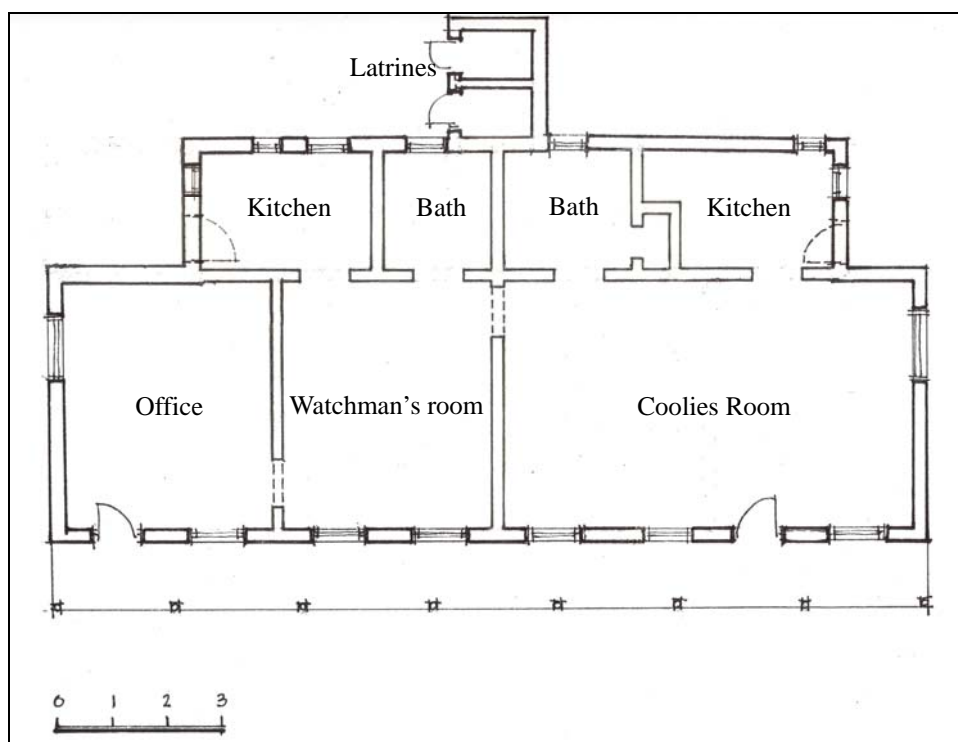 Latrines
Kitchen
Bath
Bath
Kitchen
Office
Watchman's room
Coolies Room
0 1 2 3